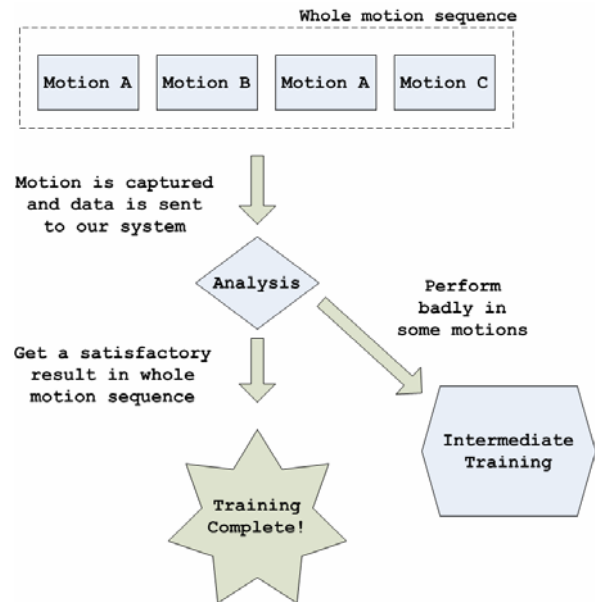 Whole motion sequence
Motion A
Motion B
Motion A
Motion C
Motion is captured
and data is sent
to our system
Analysis
Perform
badly in
some motions
Get a satisfactory
result in whole
motion sequence
Intermediate
Training
Training
Complete!